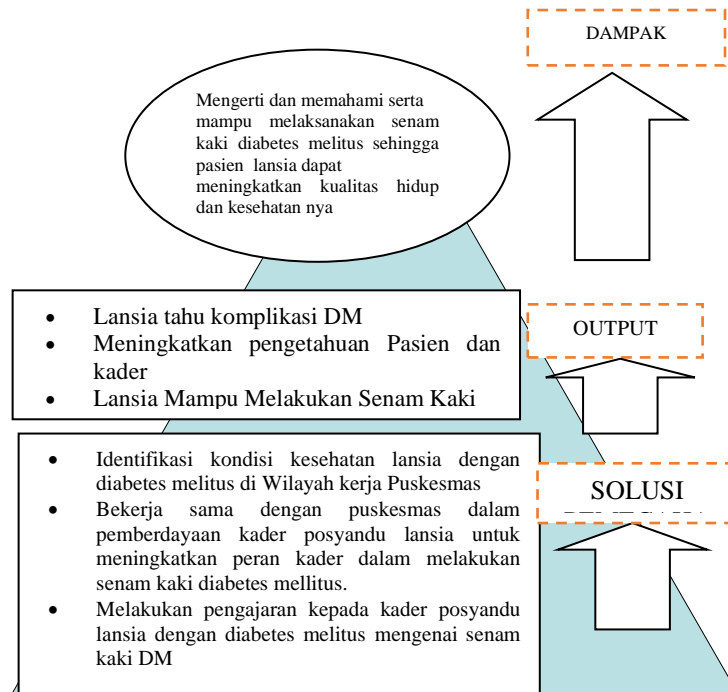 DAMPAK
Mengerti dan memahami serta
mampu melaksanakan senam
kaki diabetes melitus sehingga
pasien lansia dapat
meningkatkan kualitas hidup
dan kesehatan nya
• Lansia tahu komplikasi DM
• Meningkatkan pengetahuan Pasien dan
kader
• Lansia Mampu Melakukan Senam Kaki
OUTPUT
• Identifikasi kondisi kesehatan lansia dengan
diabetes melitus di Wilayah kerja Puskesmas
• Bekerja sama dengan puskesmas dalam
pemberdayaan kader posyandu lansia untuk
meningkatkan peran kader dalam melakukan
senam kaki diabetes mellitus.
• Melakukan pengajaran kepada kader posyandu
lansia dengan diabetes melitus mengenai senam
kaki DM
SOLUSI